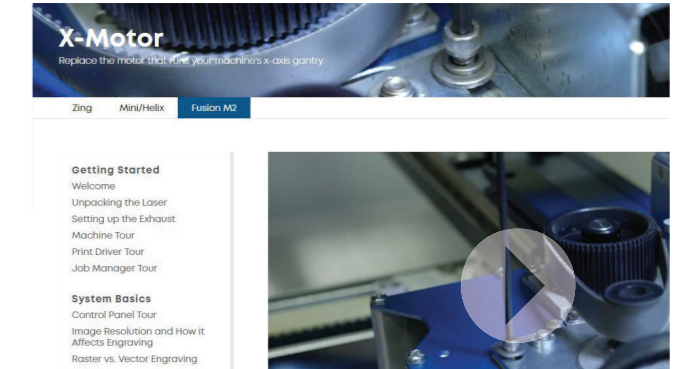 X-Motor
Replace the motor that runs your machine's x-axis gantry.
Zing Mini/Helix Fusion M2
Getting Started
Welcome
Unpacking the Laser
Setting up the Exhaust
Machine Tour
Print Driver Tour
Job Manager Tour
System Basics
Control Panel Tour
Image Resolution and How it
Affects Engraving
Raster vs. Vector Engraving